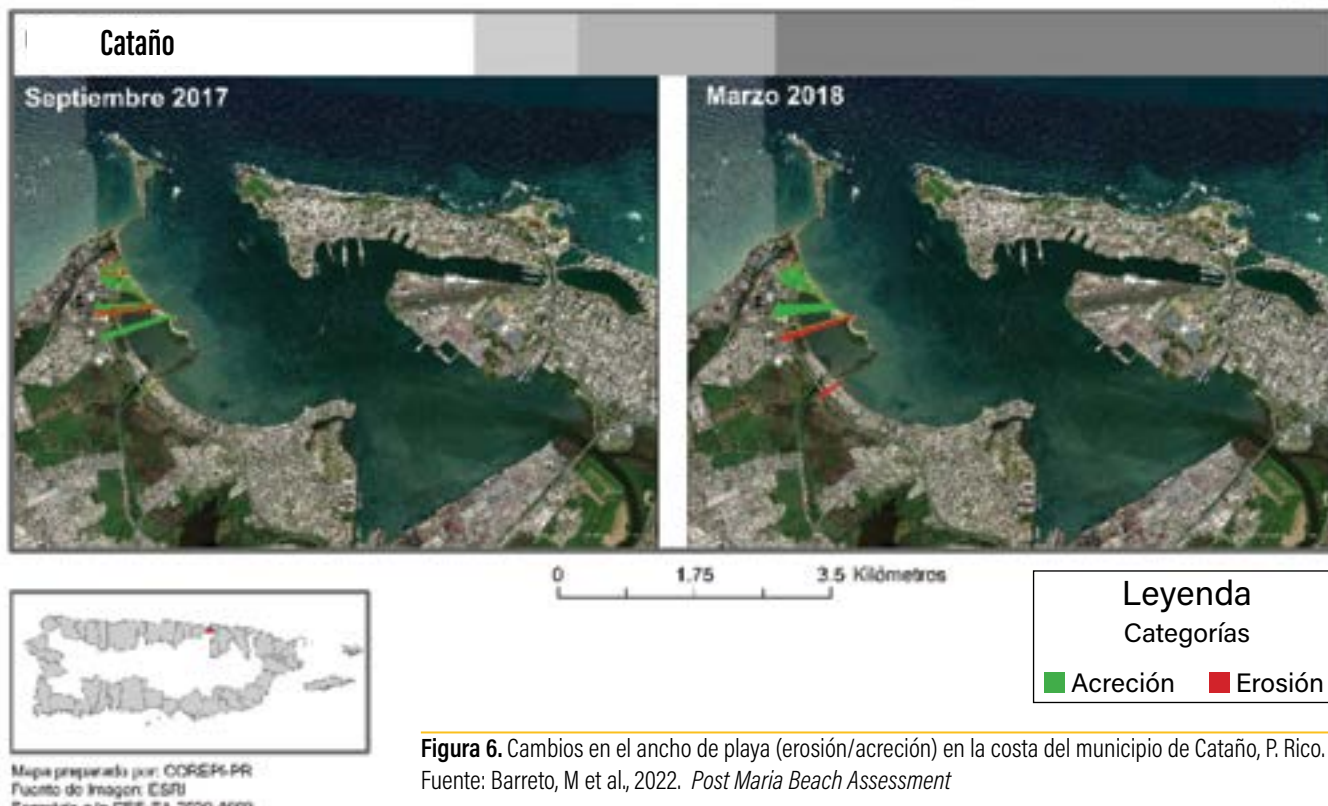 Cataño
Septiembre 2017
Marzo 2018
0 1.75 3.5 Kilómetros
Leyenda
Categorías
Acreción Erosión
Figura 6. Cambios en el ancho de playa (erosión/acreción) en la costa del municipio de Cataño, P. Rico.
Fuente: Barreto, M et al., 2022. Post Maria Beach Assessment
Mapa preparado por: COREPI-PR
Fuente de Imagen: ESRI